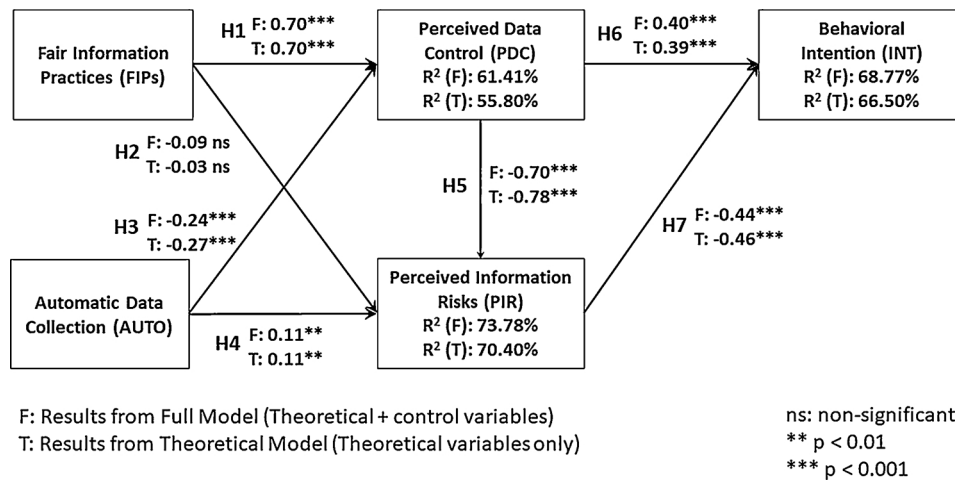 Fair Information
Practices (FIPs)
H1
F: 0.70***
T: 0.70***
Perceived Data
Control (PDC)
R² (F): 61.41%
R² (T): 55.80%
H6
F: 0.40***
T: 0.39***
Behavioral
Intention (INT)
R² (F): 68.77%
R² (T): 66.50%
H2
F: -0.09 ns
T: -0.03 ns
H3
F: -0.24***
T: -0.27***
H5
F: -0.70***
T: -0.78***
H7
F: -0.44***
T: -0.46***
Automatic Data
Collection (AUTO)
H4
F: 0.11**
T: 0.11**
Perceived Information
Risks (PIR)
R² (F): 73.78%
R² (T): 70.40%
F: Results from Full Model (Theoretical + control variables)
T: Results from Theoretical Model (Theoretical variables only)
ns: non-significant
** p < 0.01
*** p < 0.001